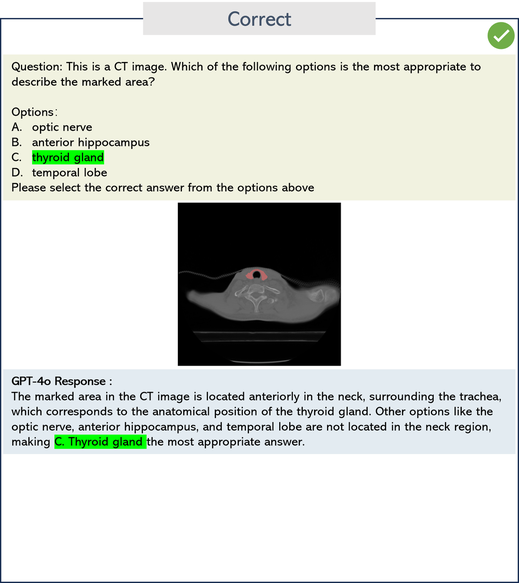 Correct
Question: This is a CT image. Which of the following options is the most appropriate to
describe the marked area?
Options:
A. optic nerve
B. anterior hippocampus
C. thyroid gland
D. temporal lobe
Please select the correct answer from the options above
GPT-4o Response :
The marked area in the CT image is located anteriorly in the neck, surrounding the trachea,
which corresponds to the anatomical position of the thyroid gland. Other options like the
optic nerve, anterior hippocampus, and temporal lobe are not located in the neck region,
making C. Thyroid gland the most appropriate answer.